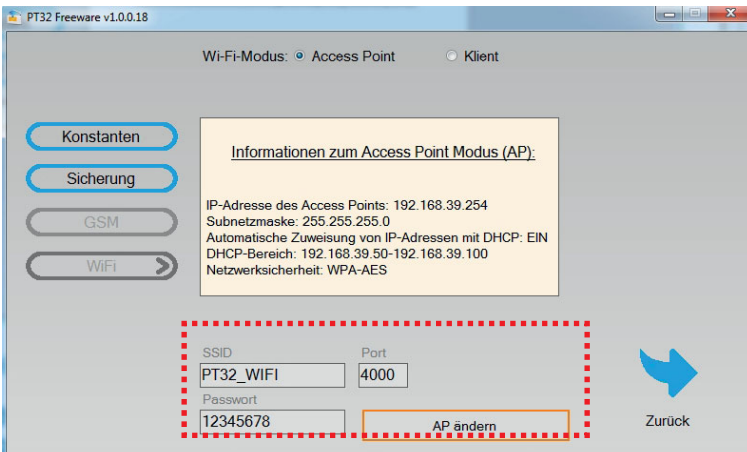 PT32 Freeware v1.0.0.18
Wi-Fi-Modus: Access Point Klient
Konstanten
Sicherung
GSM
WiFi
Informationen zum Access Point Modus (AP):
IP-Adresse des Access Points: 192.168.39.254
Subnetzmaske: 255.255.255.0
Automatische Zuweisung von IP-Adressen mit DHCP: EIN
DHCP-Bereich: 192.168.39.50-192.168.39.100
Netzwerksicherheit: WPA-AES
SSID Port
PT32_WIFI 4000
Passwort
12345678 AP ändern
Zurück